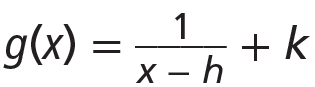 g(x) = 1/(x − h) + k